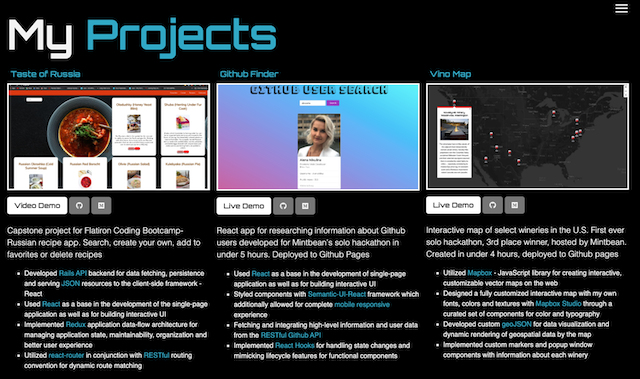 My Projects
Taste of Russia
Video Demo
Capstone project for Flatiron Coding Bootcamp-
Russian recipe app. Search, create your own, add to
favorites or delete recipes
Developed Rails API backend for data fetching, persistence
and serving JSON resources to the client-side framework -
React
Used React as a base in the development of the single-page
application as well as for building interactive UI
Implemented Redux application data-flow architecture for
managing application state, maintainability, organization and
better user experience
Utilized react-router in conjunction with RESTful routing
convention for dynamic route matching
Github Finder
GITHUB USER SEARCH
Live Demo
React app for researching information about Github
users developed for Mintbean's solo hackathon in
under 5 hours. Deployed to Github Pages
Used React as a base in the development of single-page
application as well as for building interactive UI
Styled components with Semantic-UI-React framework which
additionally allowed for complete mobile responsive
experience
Fetching and integrating high-level information and user data
from the RESTful Github API
Implemented React Hooks for handling state changes and
mimicking lifecycle features for functional components
Vino Map
Live Demo
Interactive map of select wineries in the U.S. First ever
solo hackathon, 3rd place winner, hosted by Mintbean.
Created in under 4 hours, deployed to Github pages
Utilized Mapbox - JavaScript library for creating interactive,
customizable vector maps on the web
Designed a fully customized interactive map with my own
fonts, colors and textures with Mapbox Studio through a
curated set of components for color and typography
Developed custom geoJSON for data visualization and
dynamic rendering of geospatial data by the map
Implemented custom markers and popup window
components with information about each winery